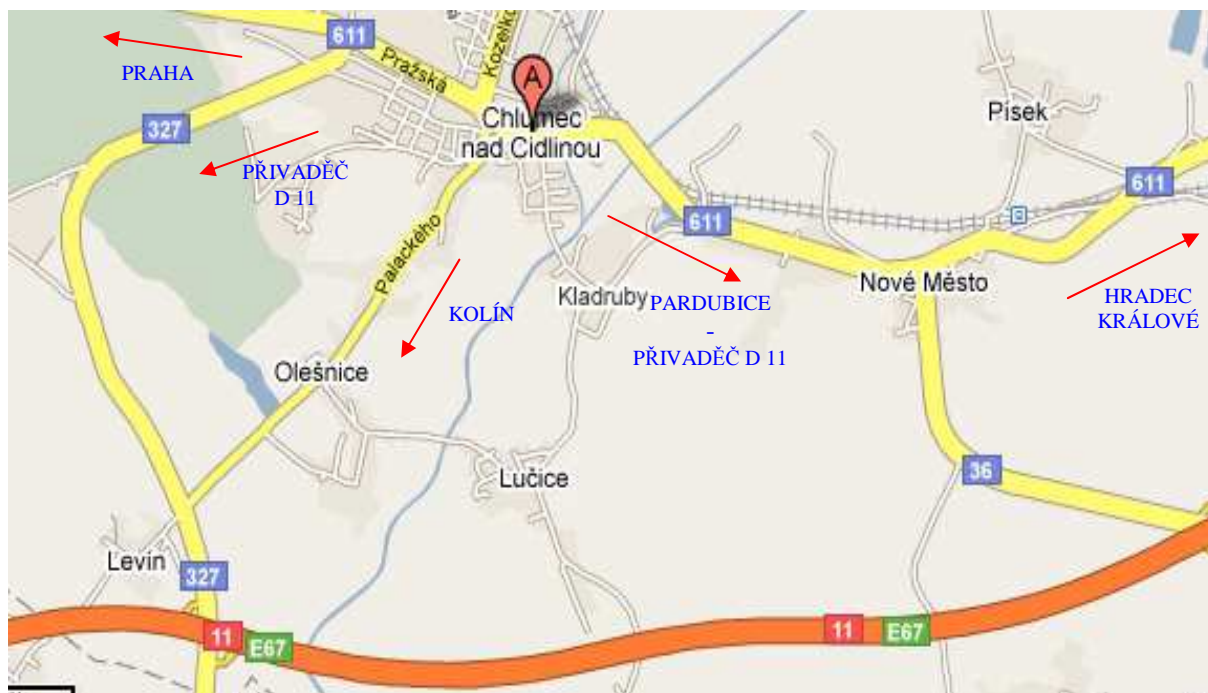 611
Pražská
Kozelko
PRAHA
327
A
Chlumec
nad Cidlinou
Písek
PŘIVADĚČ
D 11
611
611
Palackého
Nové Město
Kladruby
KOLÍN
PARDUBICE
-
PŘIVADĚČ D 11
HRADEC
KRÁLOVÉ
Olešnice
Lučice
36
Levín
327
11
E67
11
E67